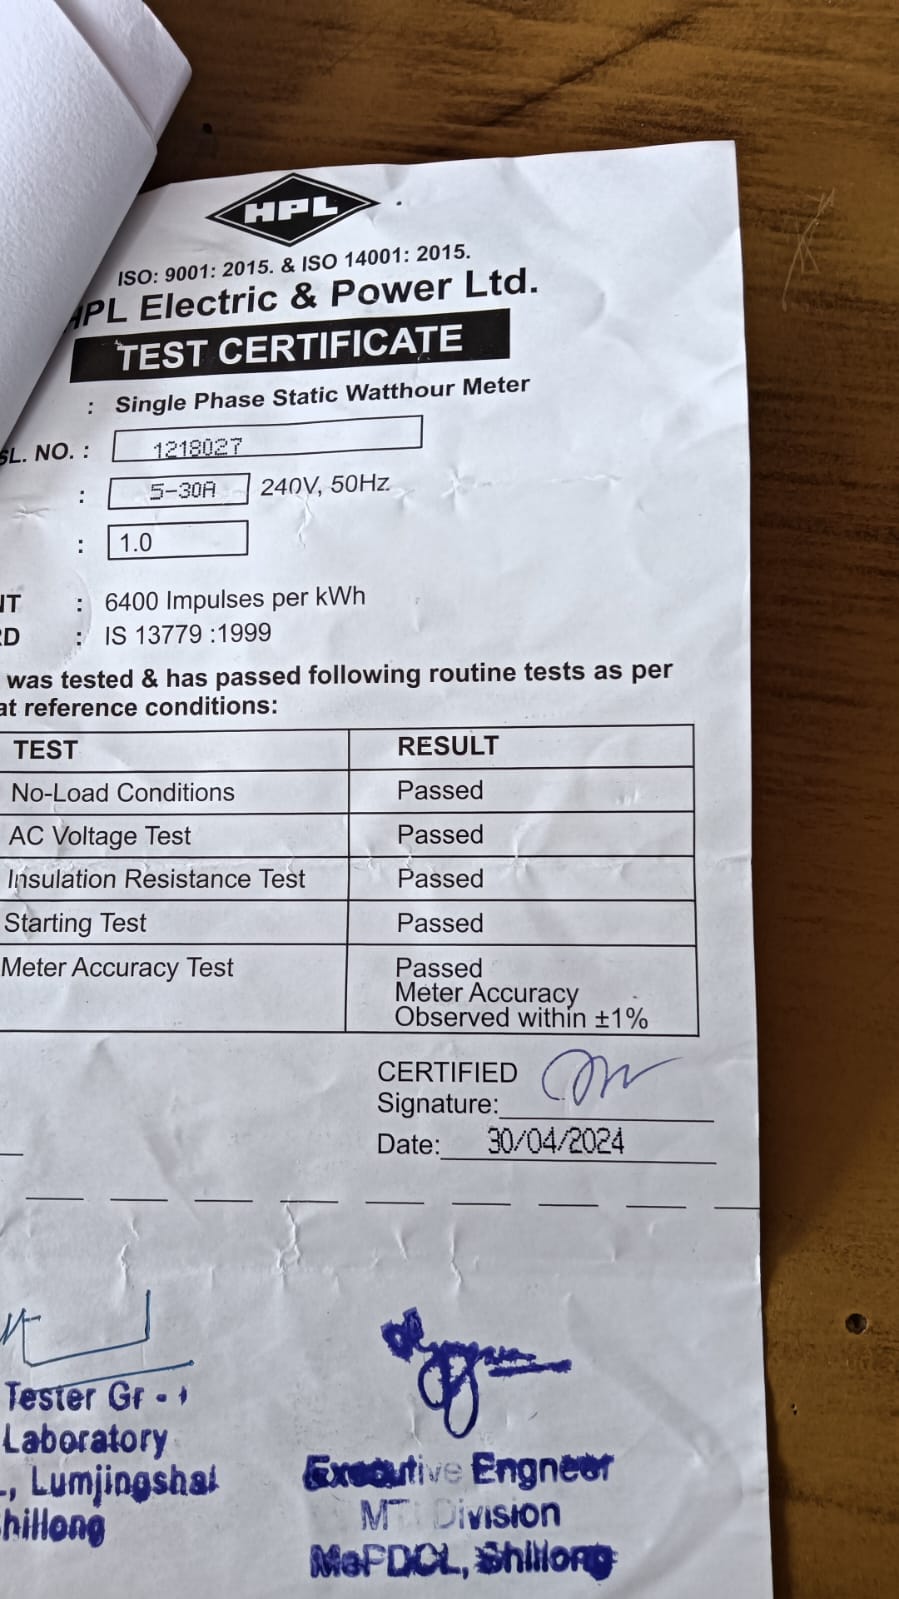 HPL
ISO: 9001: 2015. & ISO 14001: 2015.
HPL Electric & Power Ltd.
TEST CERTIFICATE
: Single Phase Static Watthour Meter
SL. NO. : 1218027
: 5-30A 240V, 50Hz
: 1.0
NT : 6400 Impulses per kWh
RD : IS 13779 :1999
was tested & has passed following routine tests as per
at reference conditions:
TEST RESULT
No-Load Conditions Passed
AC Voltage Test Passed
Insulation Resistance Test Passed
Starting Test Passed
Meter Accuracy Test Passed
Meter Accuracy
Observed within ±1%
CERTIFIED
Signature:
Date: 30/04/2024
Tester Gr - 1
Laboratory
, Lumjingshai
hillong
Executive Engneer
Division
MePDCL, Shillong